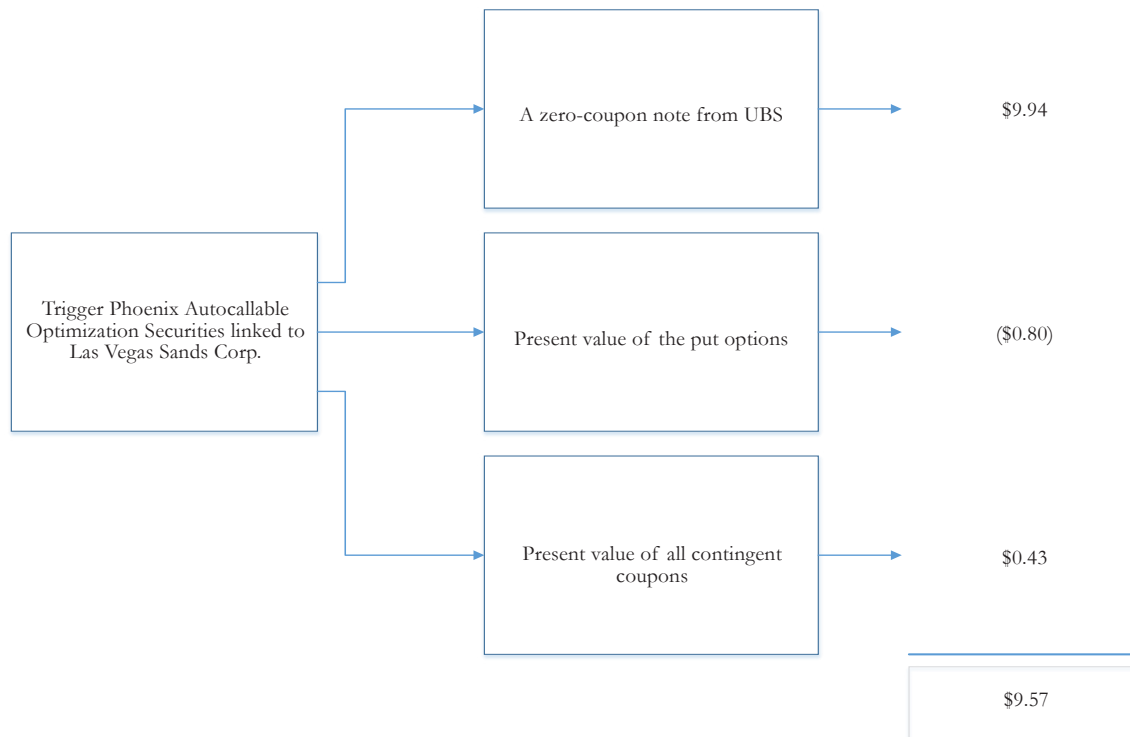 A zero-coupon note from UBS
$9.94
Trigger Phoenix Autocallable
Optimization Securities linked to
Las Vegas Sands Corp.
Present value of the put options
($0.80)
Present value of all contingent
coupons
$0.43
$9.57